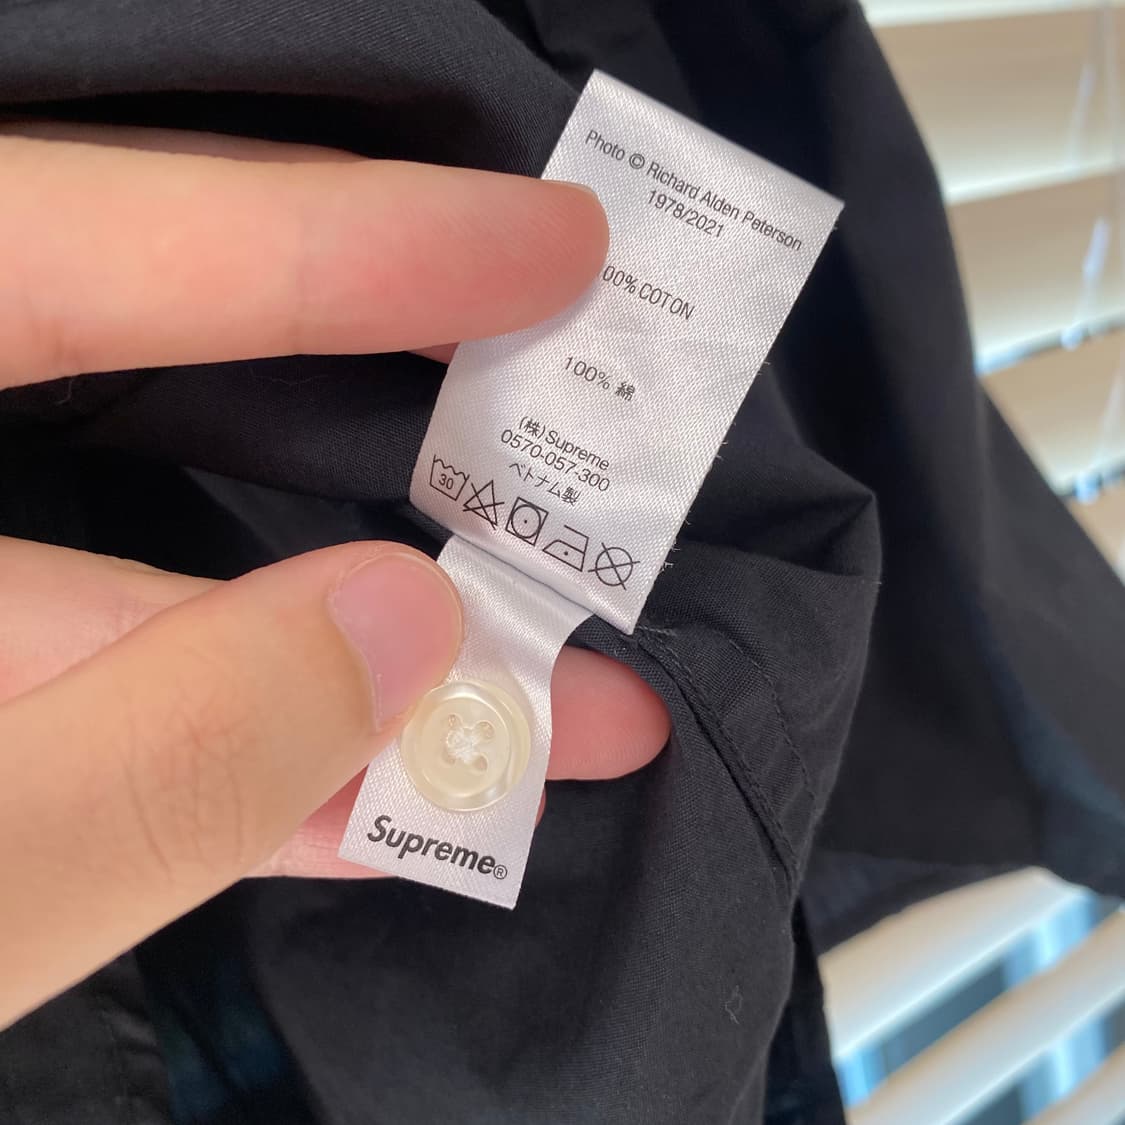 Photo © Richard Alden Peterson
1978/2021
00% COTON
100% 綿
(株)Supreme
0570-057-300
ベトナム製
30
Supreme®